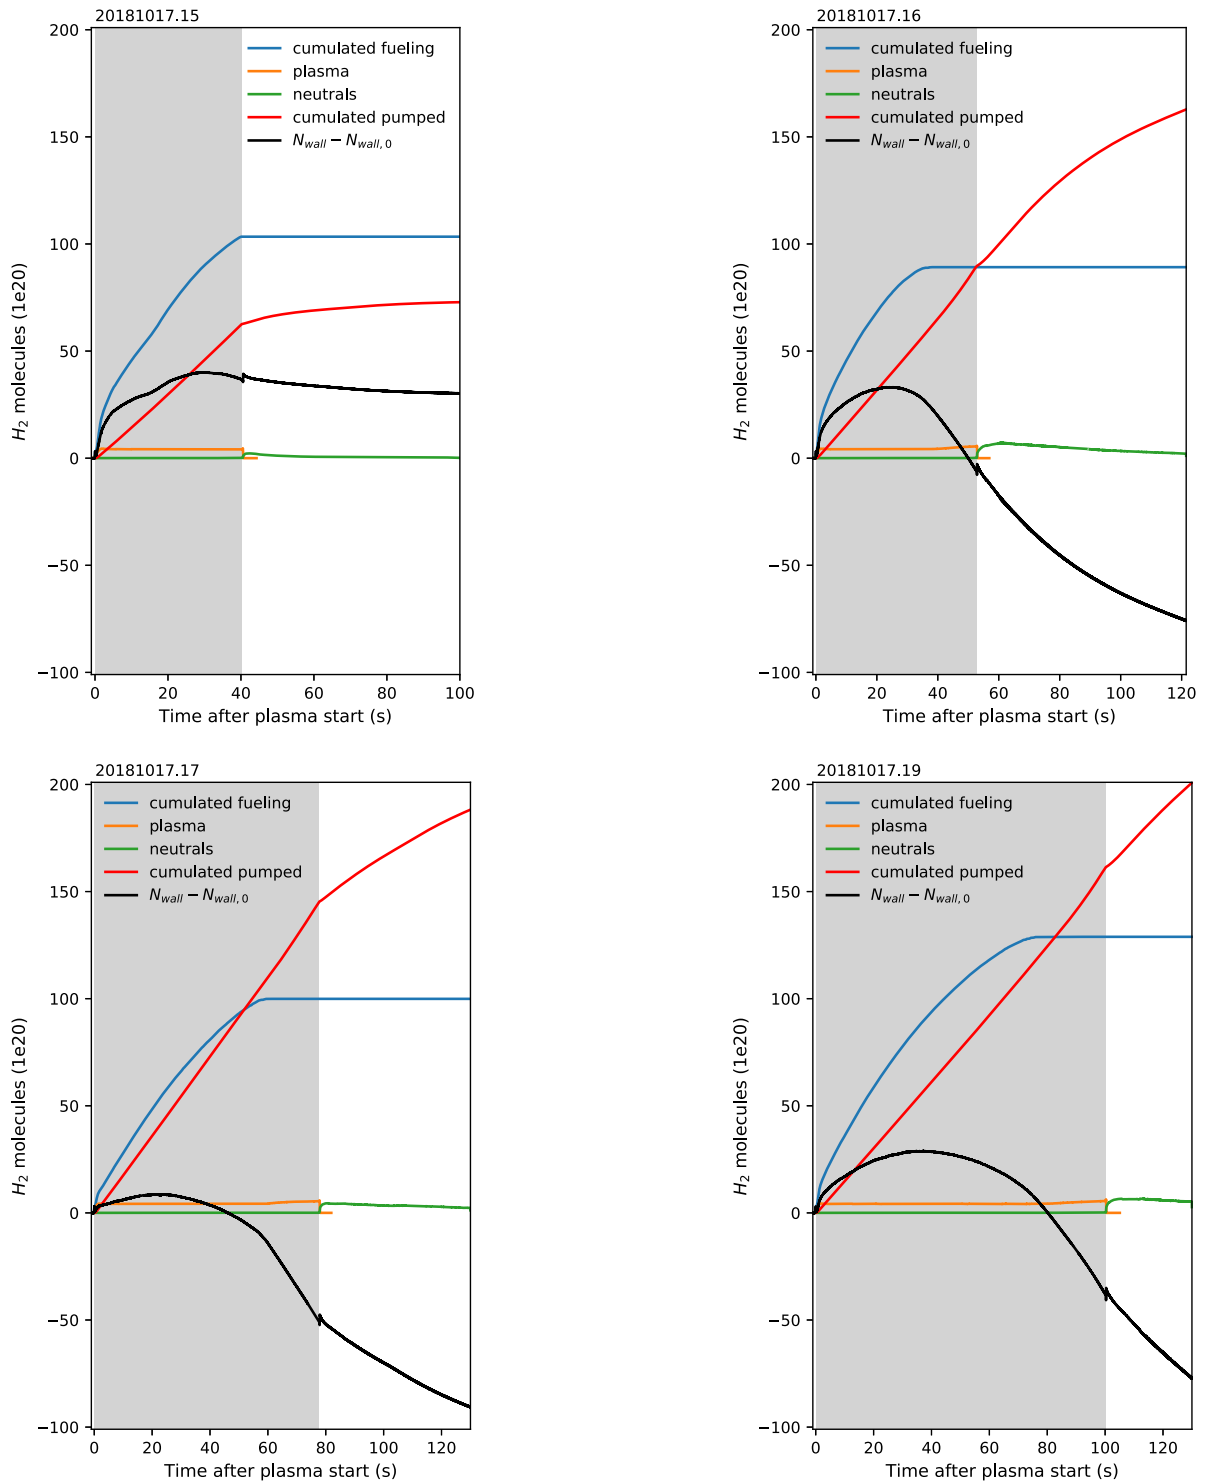 20181017.15
200
150
100
50
0
−50
−100
H2 molecules (1e20)
cumulated fueling
plasma
neutrals
cumulated pumped
Nwall − Nwall,0
0 20 40 60 80 100
Time after plasma start (s)
20181017.16
200
150
100
50
0
−50
−100
H2 molecules (1e20)
cumulated fueling
plasma
neutrals
cumulated pumped
Nwall − Nwall,0
0 20 40 60 80 100 120
Time after plasma start (s)
20181017.17
200
150
100
50
0
−50
−100
H2 molecules (1e20)
cumulated fueling
plasma
neutrals
cumulated pumped
Nwall − Nwall,0
0 20 40 60 80 100 120
Time after plasma start (s)
20181017.19
200
150
100
50
0
−50
−100
H2 molecules (1e20)
cumulated fueling
plasma
neutrals
cumulated pumped
Nwall − Nwall,0
0 20 40 60 80 100 120
Time after plasma start (s)